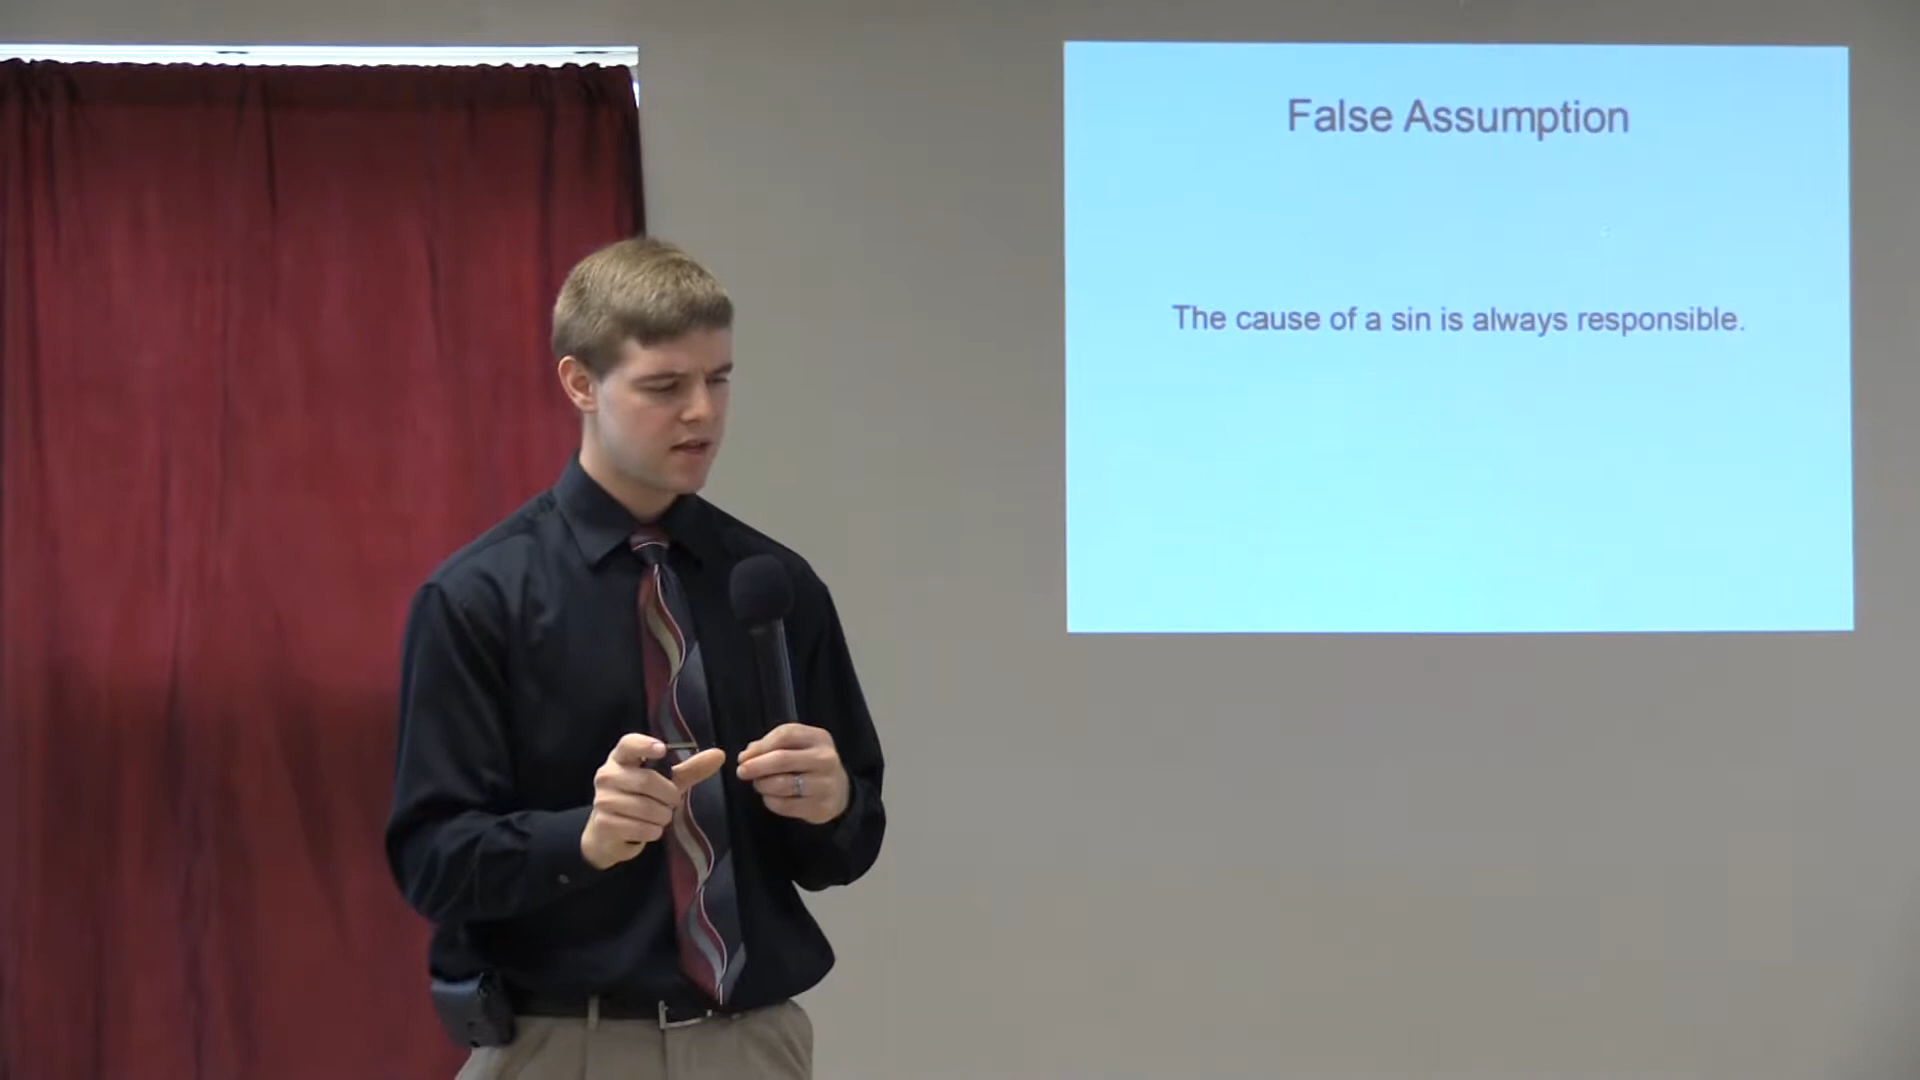 False Assumption
The cause of a sin is always responsible.